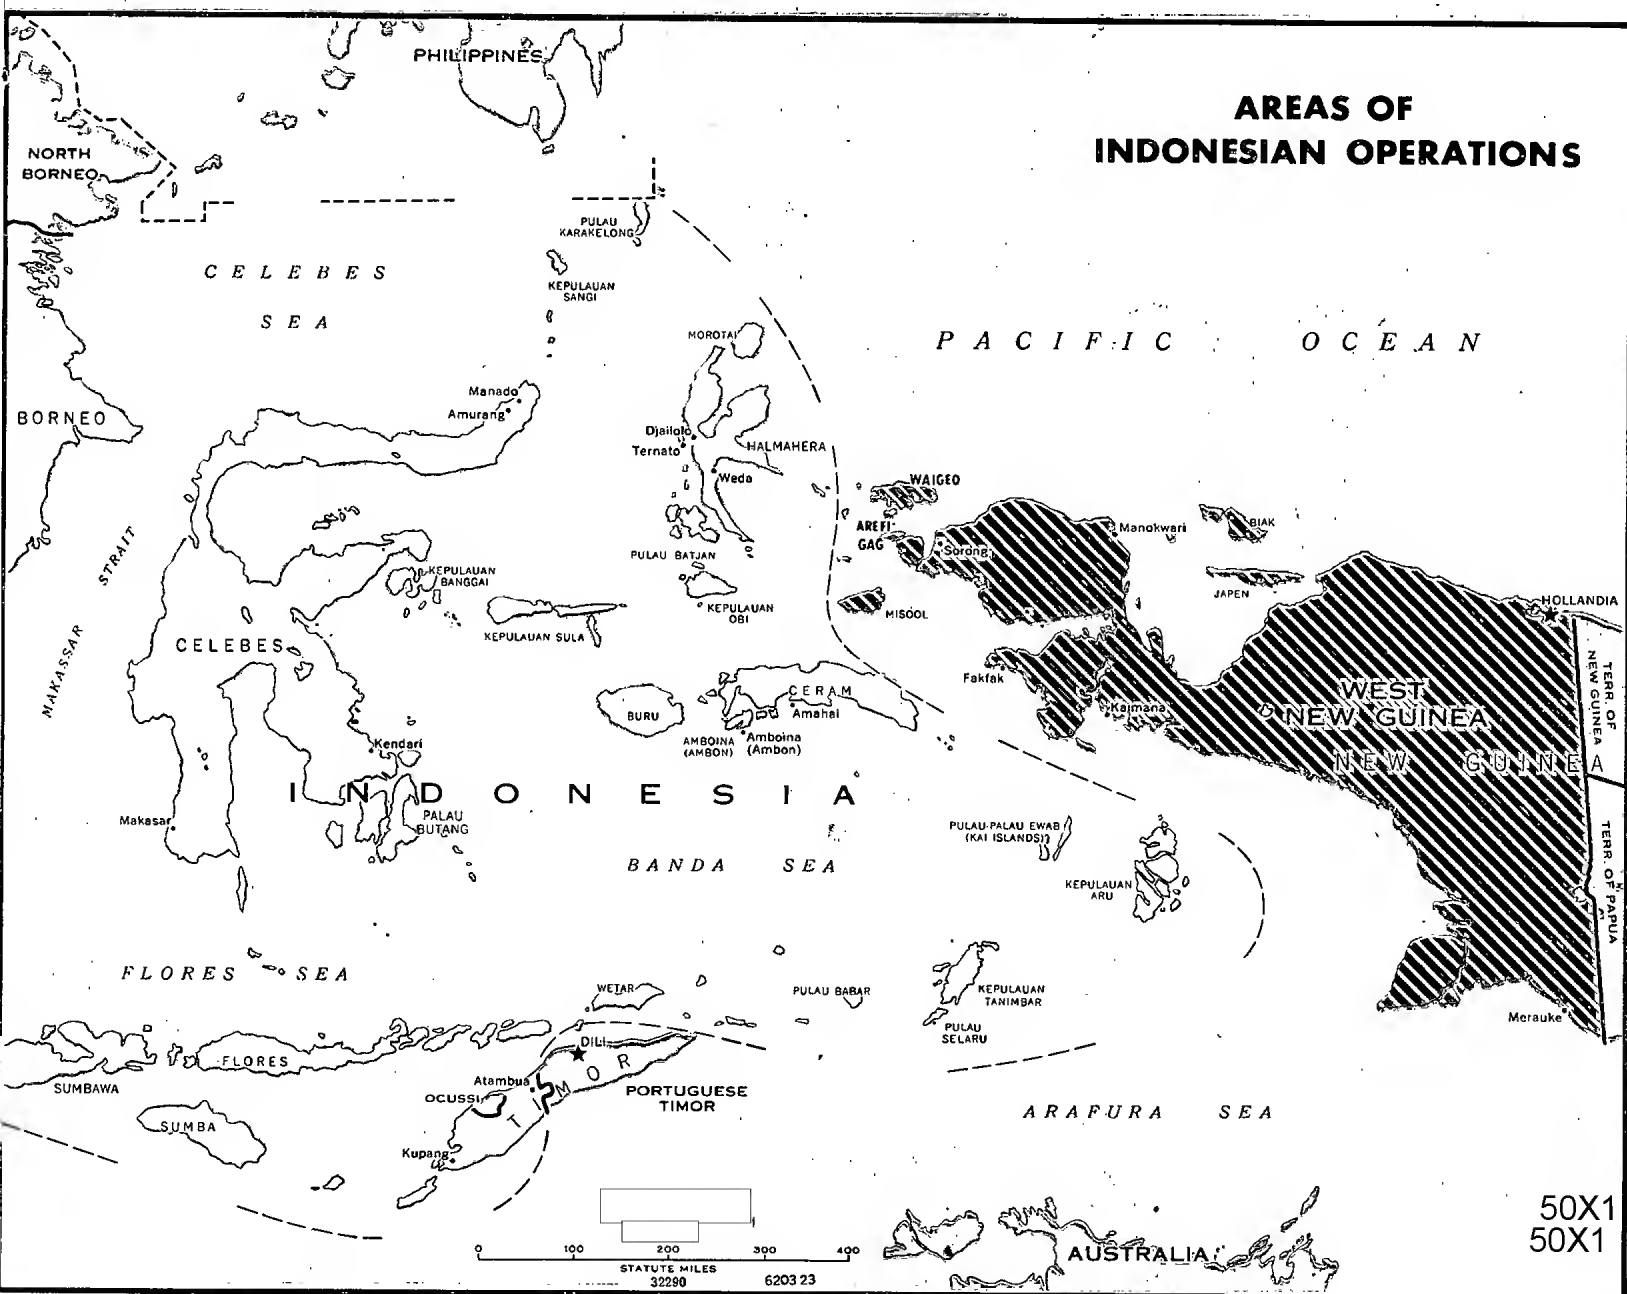 PHILIPPINES
AREAS OF
INDONESIAN OPERATIONS
NORTH
BORNEO
PULAU
KARAKELONG
CELEBES
SEA
KEPULAUAN
SANGI
PACIFIC OCEAN
MOROTAI
Manado
Amurang
BORNEO
Djailolo
Ternato
HALMAHERA
Weda
WAIGEO
AREFI-
GAG
Sorong
Manokwari
BIAK
MAKASSAR STRAIT
PULAU BATJAN
KEPULAUAN
BANGGAI
KEPULAUAN
OBI
MISOOL
JAPEN
HOLLANDIA
KEPULAUAN SULA
CELEBES
Fakfak
Kaimana
WEST
NEW GUINEA
NEW GUINEA
TERR. OF
NEW GUINEA
BURU
CERAM
Amahai
AMBOINA
(AMBON)
Amboina
(Ambon)
Kendari
INDONESIA
Makasar
PALAU
BUTANG
PULAU-PALAU EWAB
(KAI ISLANDS)
TERR. OF PAPUA
BANDA SEA
KEPULAUAN
ARU
FLORES SEA
WETAR
PULAU BABAR
KEPULAUAN
TANIMBAR
PULAU
SELARU
Merauke
DILI
FLORES
SUMBAWA
Atambua
OCUSSI
TIMOR
PORTUGUESE
TIMOR
SUMBA
ARAFURA SEA
Kupang
50X1
50X1
0 100 200 300 400
STATUTE MILES
32290 6203 23
AUSTRALIA